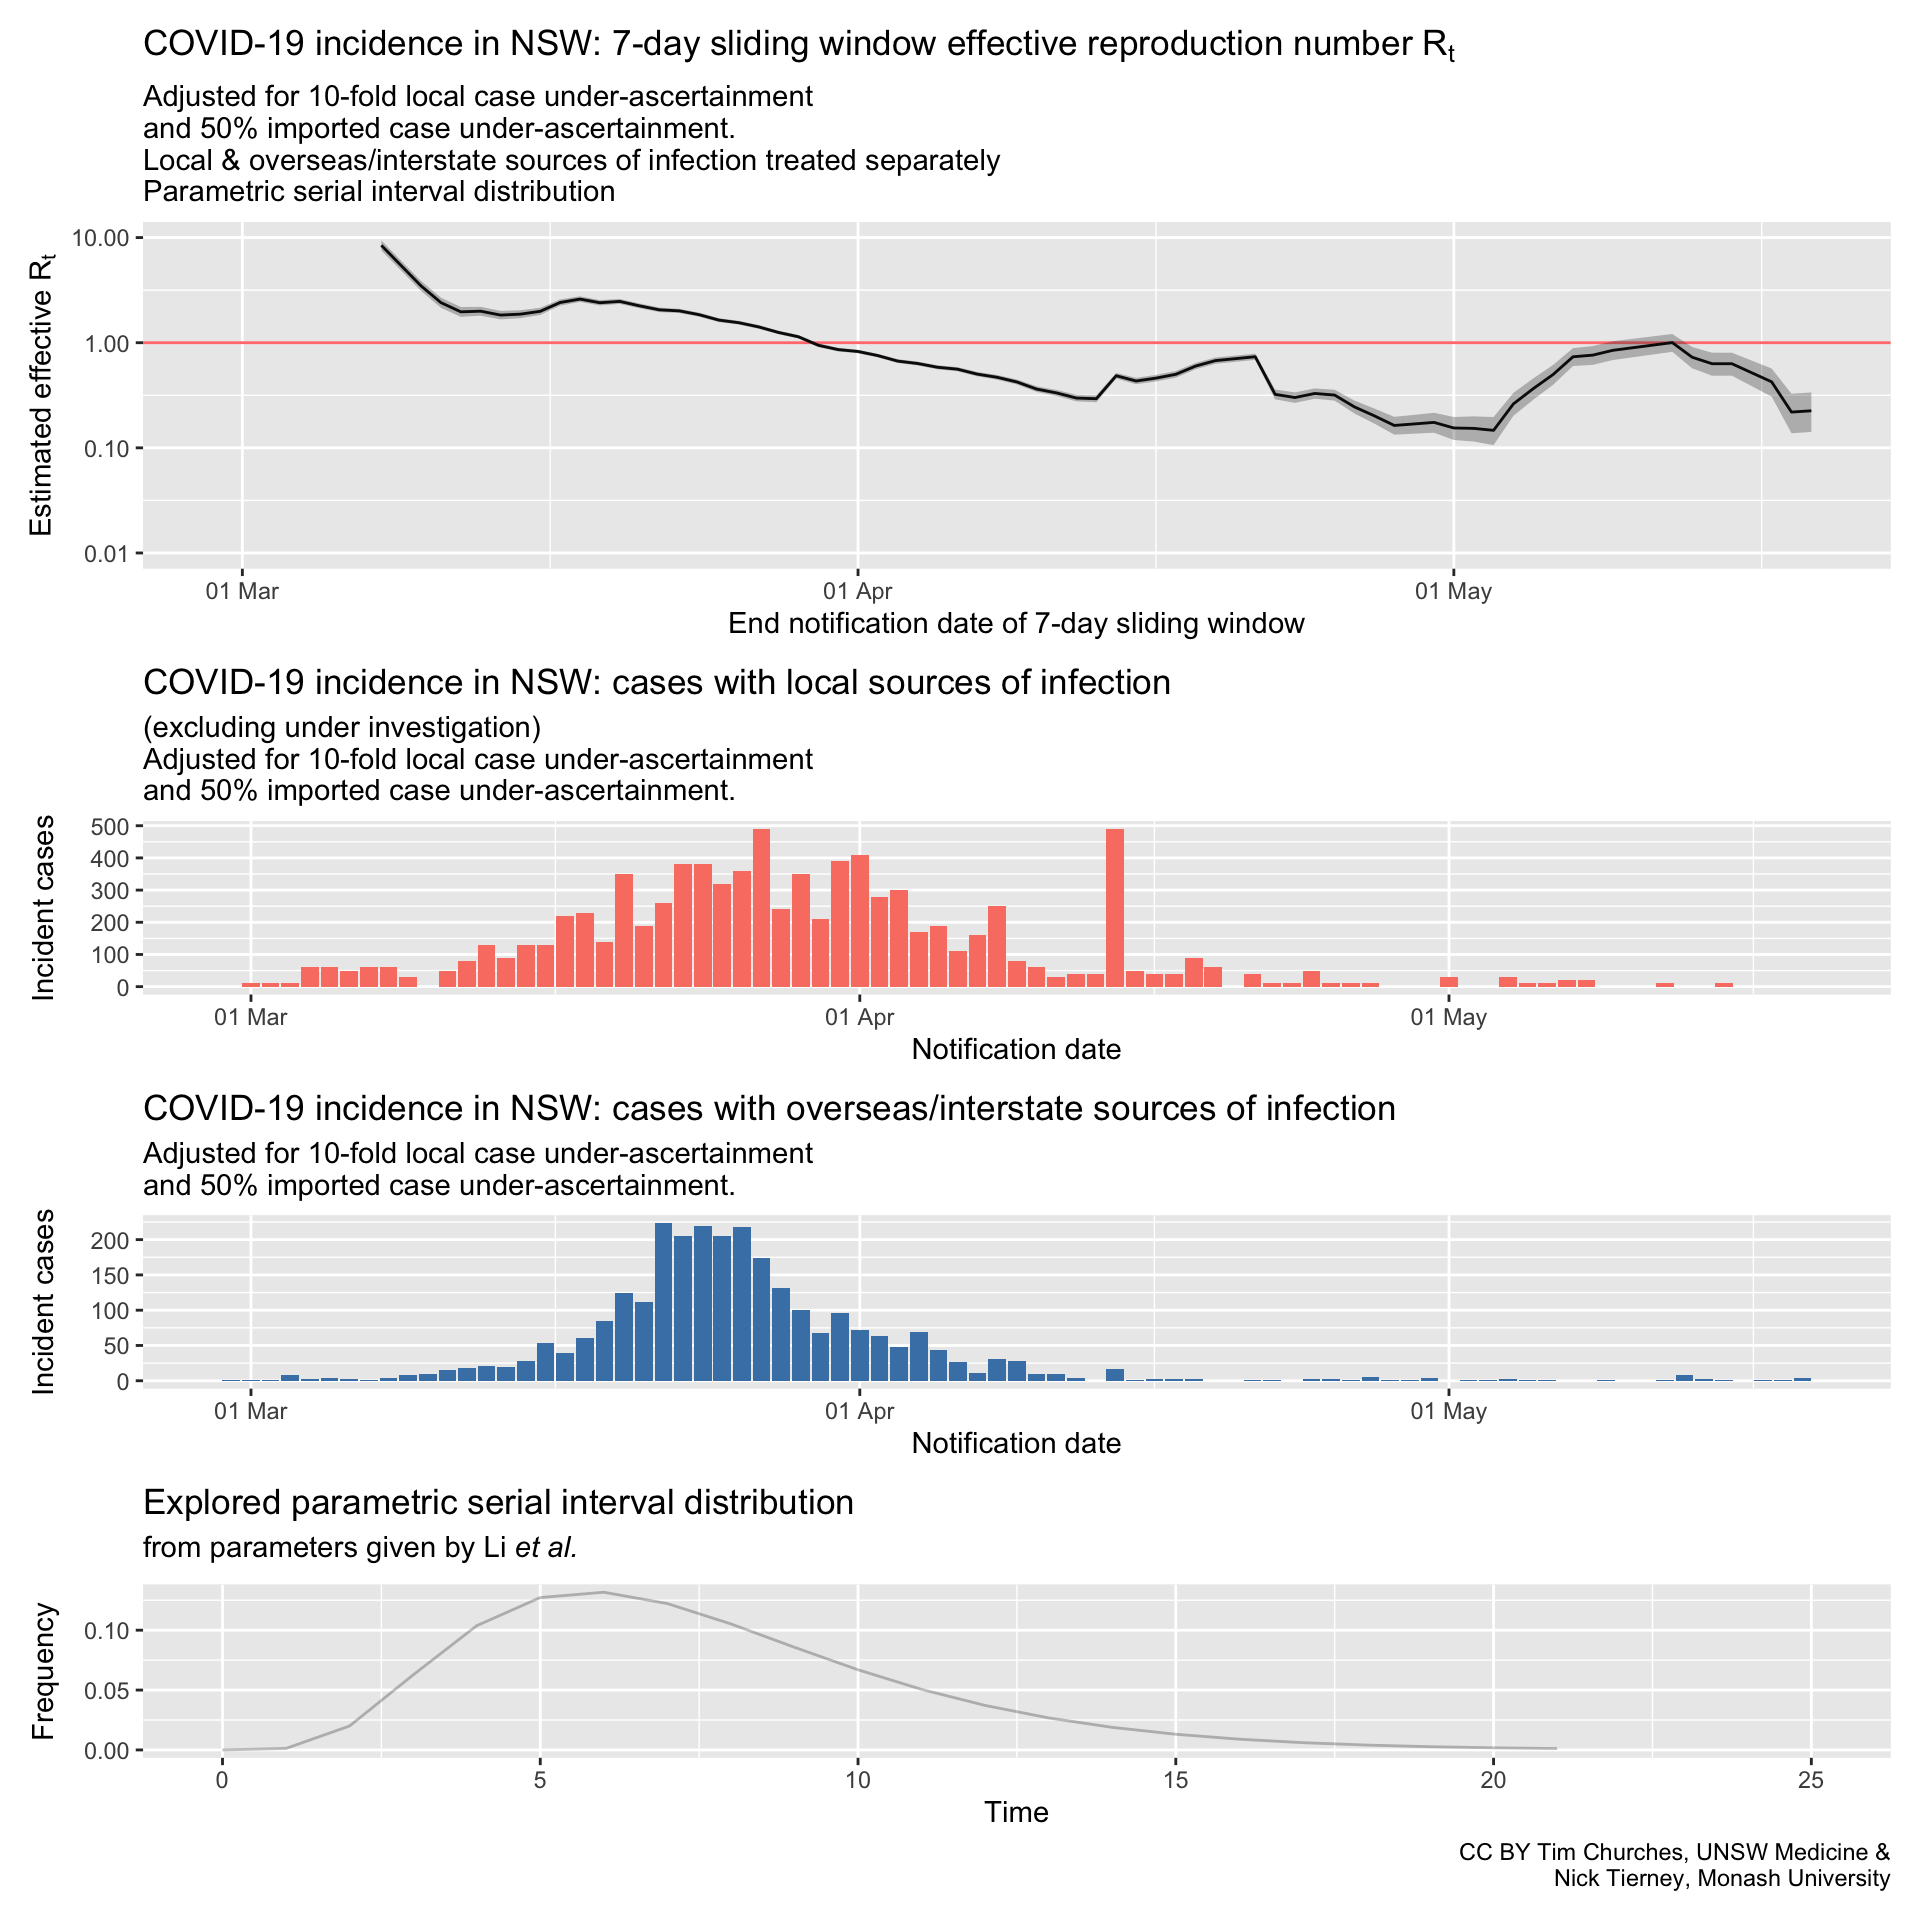 COVID-19 incidence in NSW: 7-day sliding window effective reproduction number Rt
Adjusted for 10-fold local case under-ascertainment
and 50% imported case under-ascertainment.
Local & overseas/interstate sources of infection treated separately
Parametric serial interval distribution
Estimated effective Rt
10.00
1.00
0.10
0.01
01 Mar 01 Apr 01 May
End notification date of 7-day sliding window
COVID-19 incidence in NSW: cases with local sources of infection
(excluding under investigation)
Adjusted for 10-fold local case under-ascertainment
and 50% imported case under-ascertainment.
Incident cases
500
400
300
200
100
0
01 Mar 01 Apr 01 May
Notification date
COVID-19 incidence in NSW: cases with overseas/interstate sources of infection
Adjusted for 10-fold local case under-ascertainment
and 50% imported case under-ascertainment.
Incident cases
200
150
100
50
0
01 Mar 01 Apr 01 May
Notification date
Explored parametric serial interval distribution
from parameters given by Li et al.
Frequency
0.10
0.05
0.00
0 5 10 15 20 25
Time
CC BY Tim Churches, UNSW Medicine &
Nick Tierney, Monash University